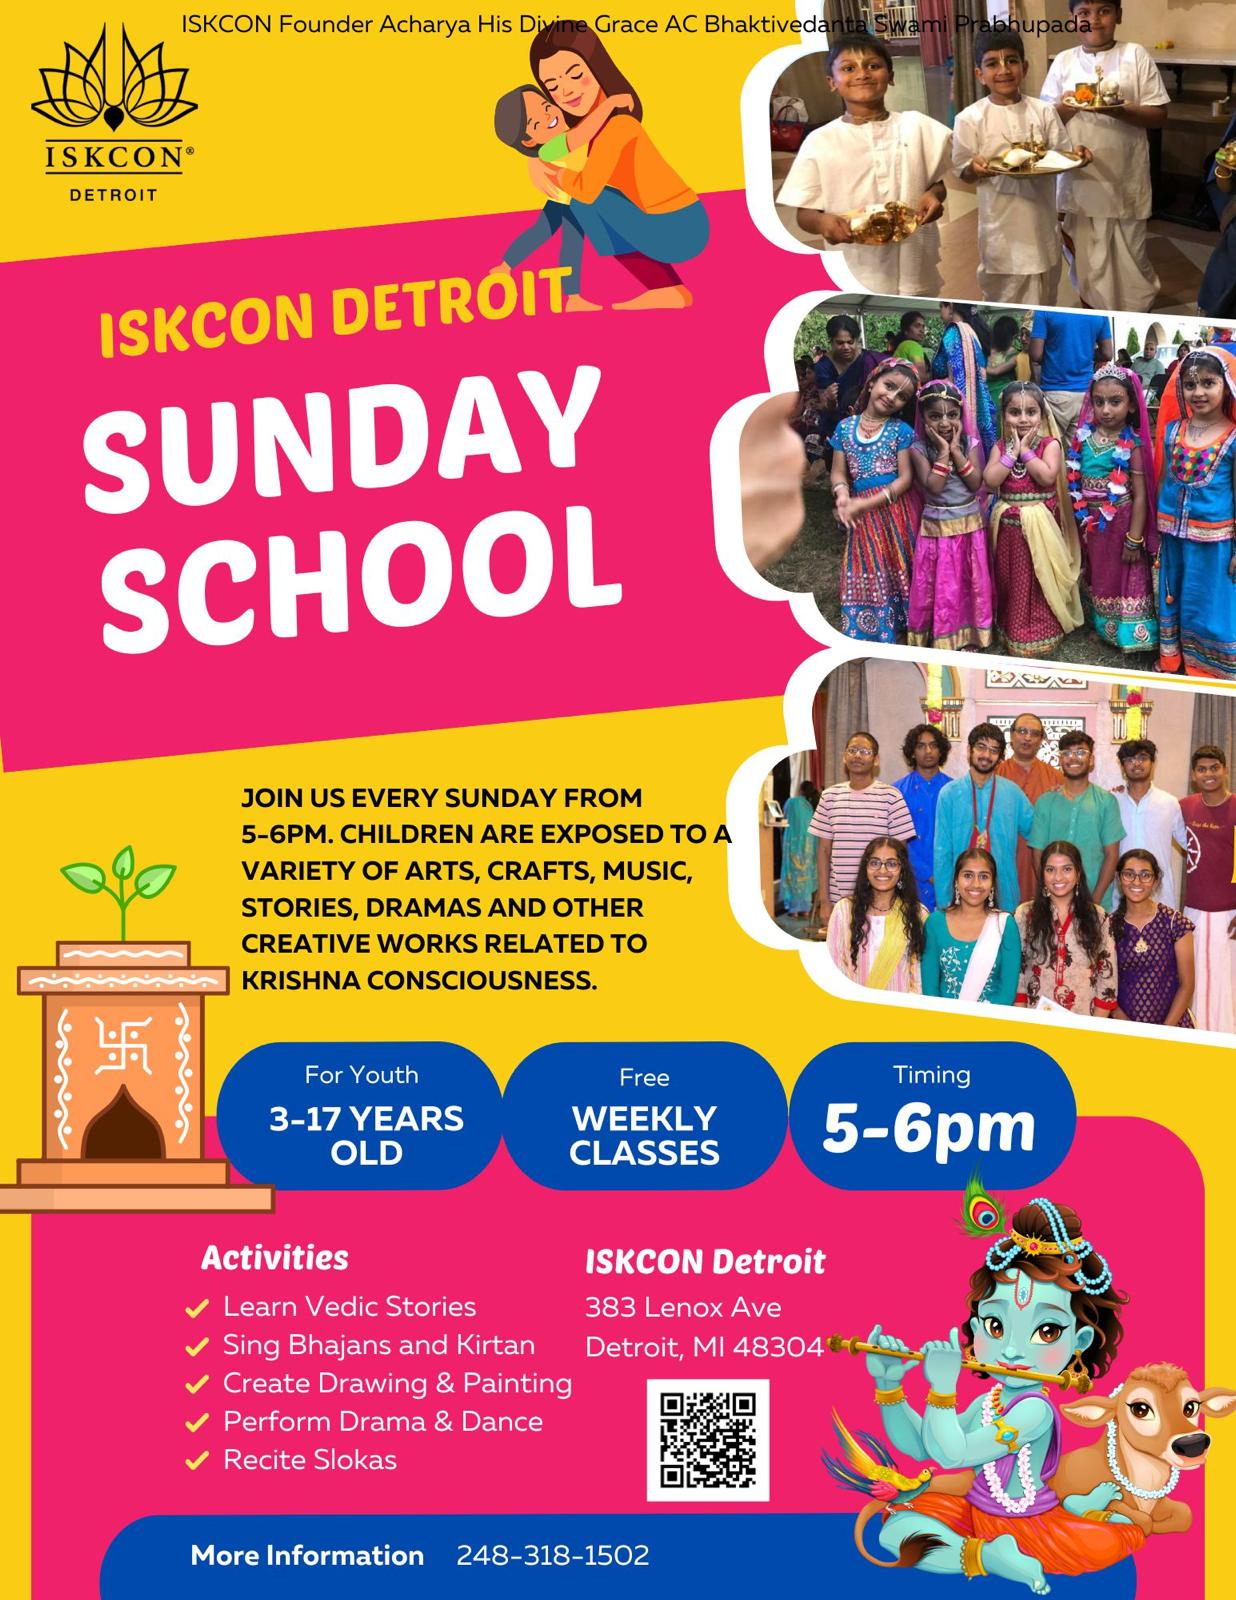 ISKCON Founder Acharya His Divine Grace AC Bhaktivedanta Swami Prabhupada
ISKCON®
DETROIT
ISKCON DETROIT
SUNDAY
SCHOOL
JOIN US EVERY SUNDAY FROM
5-6PM. CHILDREN ARE EXPOSED TO A
VARIETY OF ARTS, CRAFTS, MUSIC,
STORIES, DRAMAS AND OTHER
CREATIVE WORKS RELATED TO
KRISHNA CONSCIOUSNESS.
For Youth
3-17 YEARS
OLD
Free
WEEKLY
CLASSES
Timing
5-6pm
Activities
Learn Vedic Stories
Sing Bhajans and Kirtan
Create Drawing & Painting
Perform Drama & Dance
Recite Slokas
ISKCON Detroit
383 Lenox Ave
Detroit, MI 48304
More Information 248-318-1502